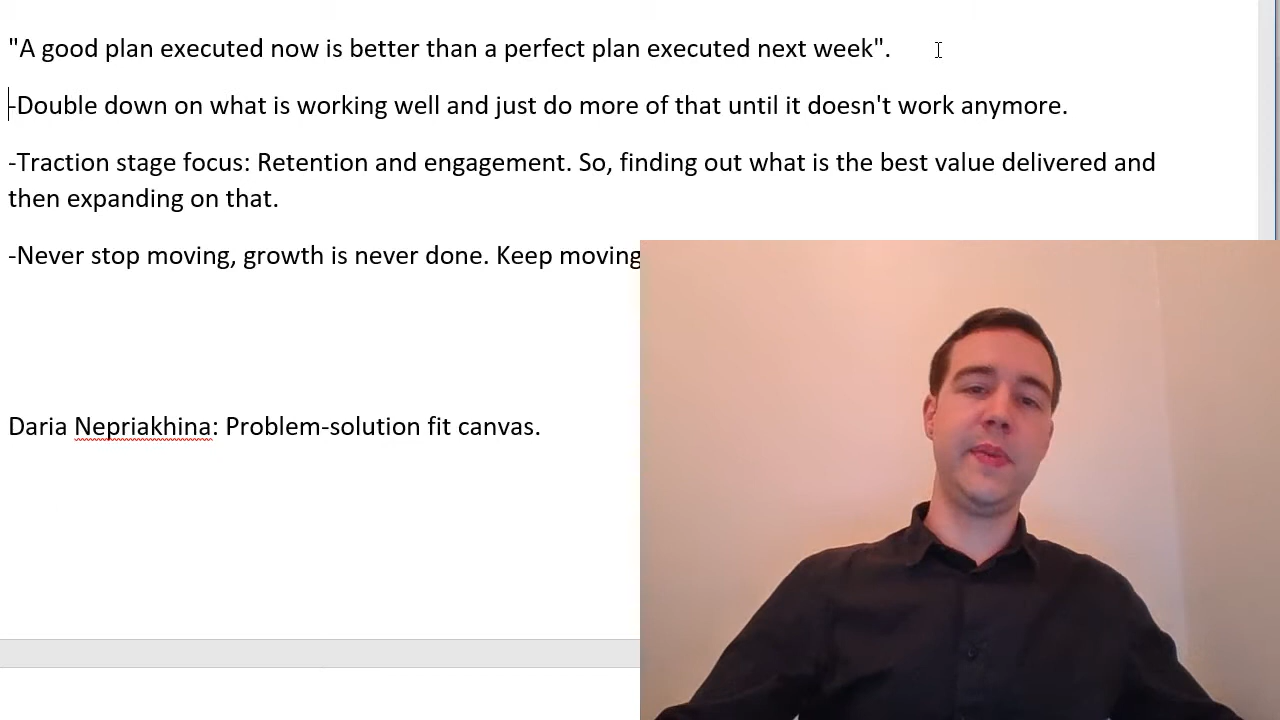 "A good plan executed now is better than a perfect plan executed next week".
-Double down on what is working well and just do more of that until it doesn't work anymore.
-Traction stage focus: Retention and engagement. So, finding out what is the best value delivered and
then expanding on that.
-Never stop moving, growth is never done. Keep moving
Daria Nepriakhina: Problem-solution fit canvas.